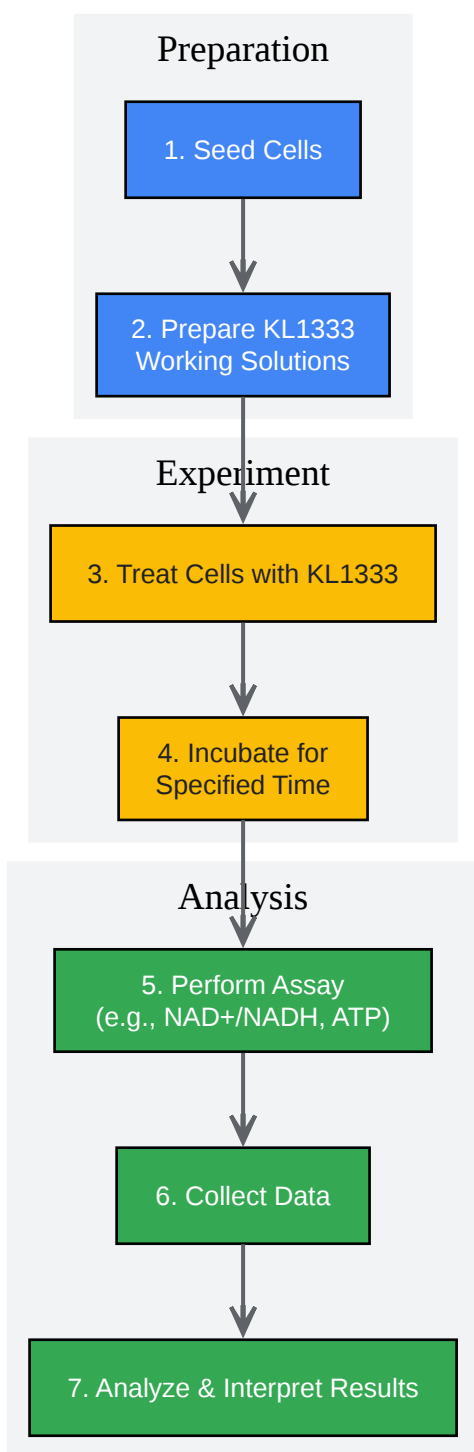 Preparation
1. Seed Cells
2. Prepare KL1333
Working Solutions
Experiment
3. Treat Cells with KL1333
4. Incubate for
Specified Time
Analysis
5. Perform Assay
(e.g., NAD+/NADH, ATP)
6. Collect Data
7. Analyze & Interpret Results